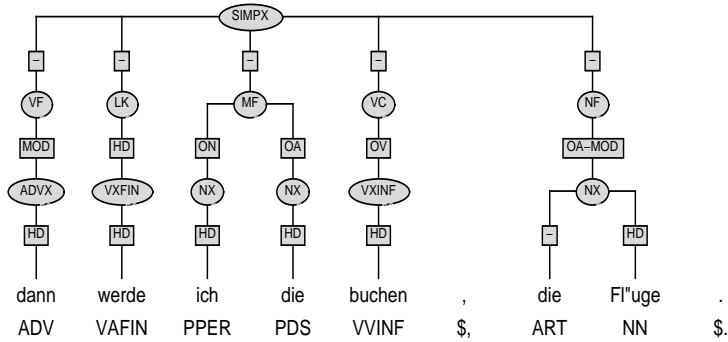 SIMPX
– – – – –
VF LK MF VC NF
MOD HD ON OA OV OA–MOD
ADVX VXFIN NX NX VXINF NX
HD HD HD HD HD – HD
dann werde ich die buchen , die Fl"uge .
ADV VAFIN PPER PDS VVINF $, ART NN $.